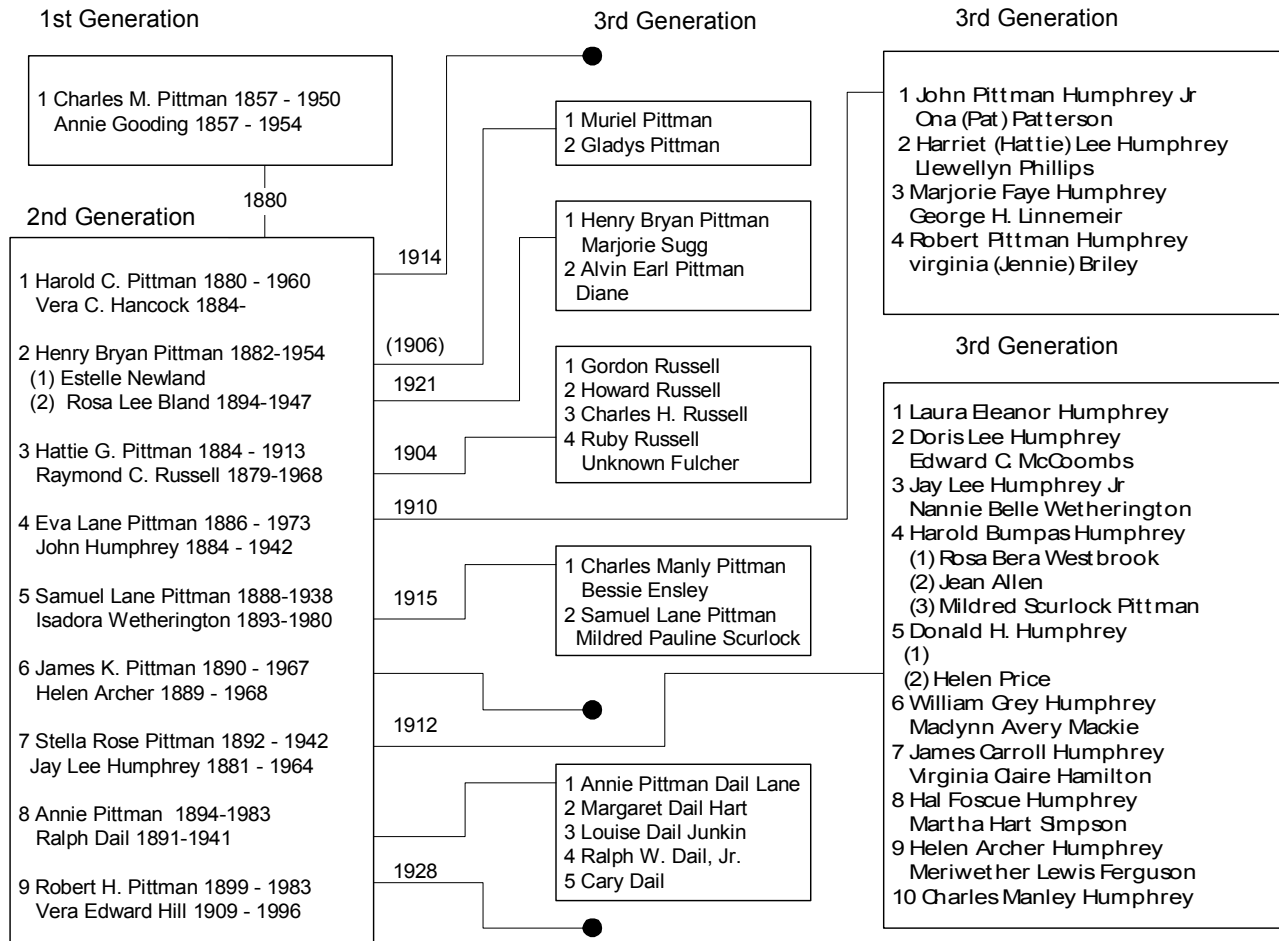 1st Generation
1 Charles M. Pittman 1857 - 1950
Annie Gooding 1857 - 1954
1880
2nd Generation
1 Harold C. Pittman 1880 - 1960
Vera C. Hancock 1884-
2 Henry Bryan Pittman 1882-1954
(1) Estelle Newland
(2) Rosa Lee Bland 1894-1947
3 Hattie G. Pittman 1884 - 1913
Raymond C. Russell 1879-1968
4 Eva Lane Pittman 1886 - 1973
John Humphrey 1884 - 1942
5 Samuel Lane Pittman 1888-1938
Isadora Wetherington 1893-1980
6 James K. Pittman 1890 - 1967
Helen Archer 1889 - 1968
7 Stella Rose Pittman 1892 - 1942
Jay Lee Humphrey 1881 - 1964
8 Annie Pittman 1894-1983
Ralph Dail 1891-1941
9 Robert H. Pittman 1899 - 1983
Vera Edward Hill 1909 - 1996
1914
(1906)
1921
1904
1910
1915
1912
1928
3rd Generation
1 Muriel Pittman
2 Gladys Pittman
1 Henry Bryan Pittman
Marjorie Sugg
2 Alvin Earl Pittman
Diane
1 Gordon Russell
2 Howard Russell
3 Charles H. Russell
4 Ruby Russell
Unknown Fulcher
1 Charles Manly Pittman
Bessie Ensley
2 Samuel Lane Pittman
Mildred Pauline Scurlock
1 Annie Pittman Dail Lane
2 Margaret Dail Hart
3 Louise Dail Junkin
4 Ralph W. Dail, Jr.
5 Cary Dail
3rd Generation
1 John Pittman Humphrey Jr
Ona (Pat) Patterson
2 Harriet (Hattie) Lee Humphrey
Llewellyn Phillips
3 Marjorie Faye Humphrey
George H. Linnemeir
4 Robert Pittman Humphrey
virginia (Jennie) Briley
3rd Generation
1 Laura Eleanor Humphrey
2 Doris Lee Humphrey
Edward C. McCoombs
3 Jay Lee Humphrey Jr
Nannie Belle Wetherington
4 Harold Bumpas Humphrey
(1) Rosa Bera Westbrook
(2) Jean Allen
(3) Mildred Scurlock Pittman
5 Donald H. Humphrey
(1)
(2) Helen Price
6 William Grey Humphrey
Maclynn Avery Mackie
7 James Carroll Humphrey
Virginia Claire Hamilton
8 Hal Foscue Humphrey
Martha Hart Simpson
9 Helen Archer Humphrey
Meriwether Lewis Ferguson
10 Charles Manley Humphrey